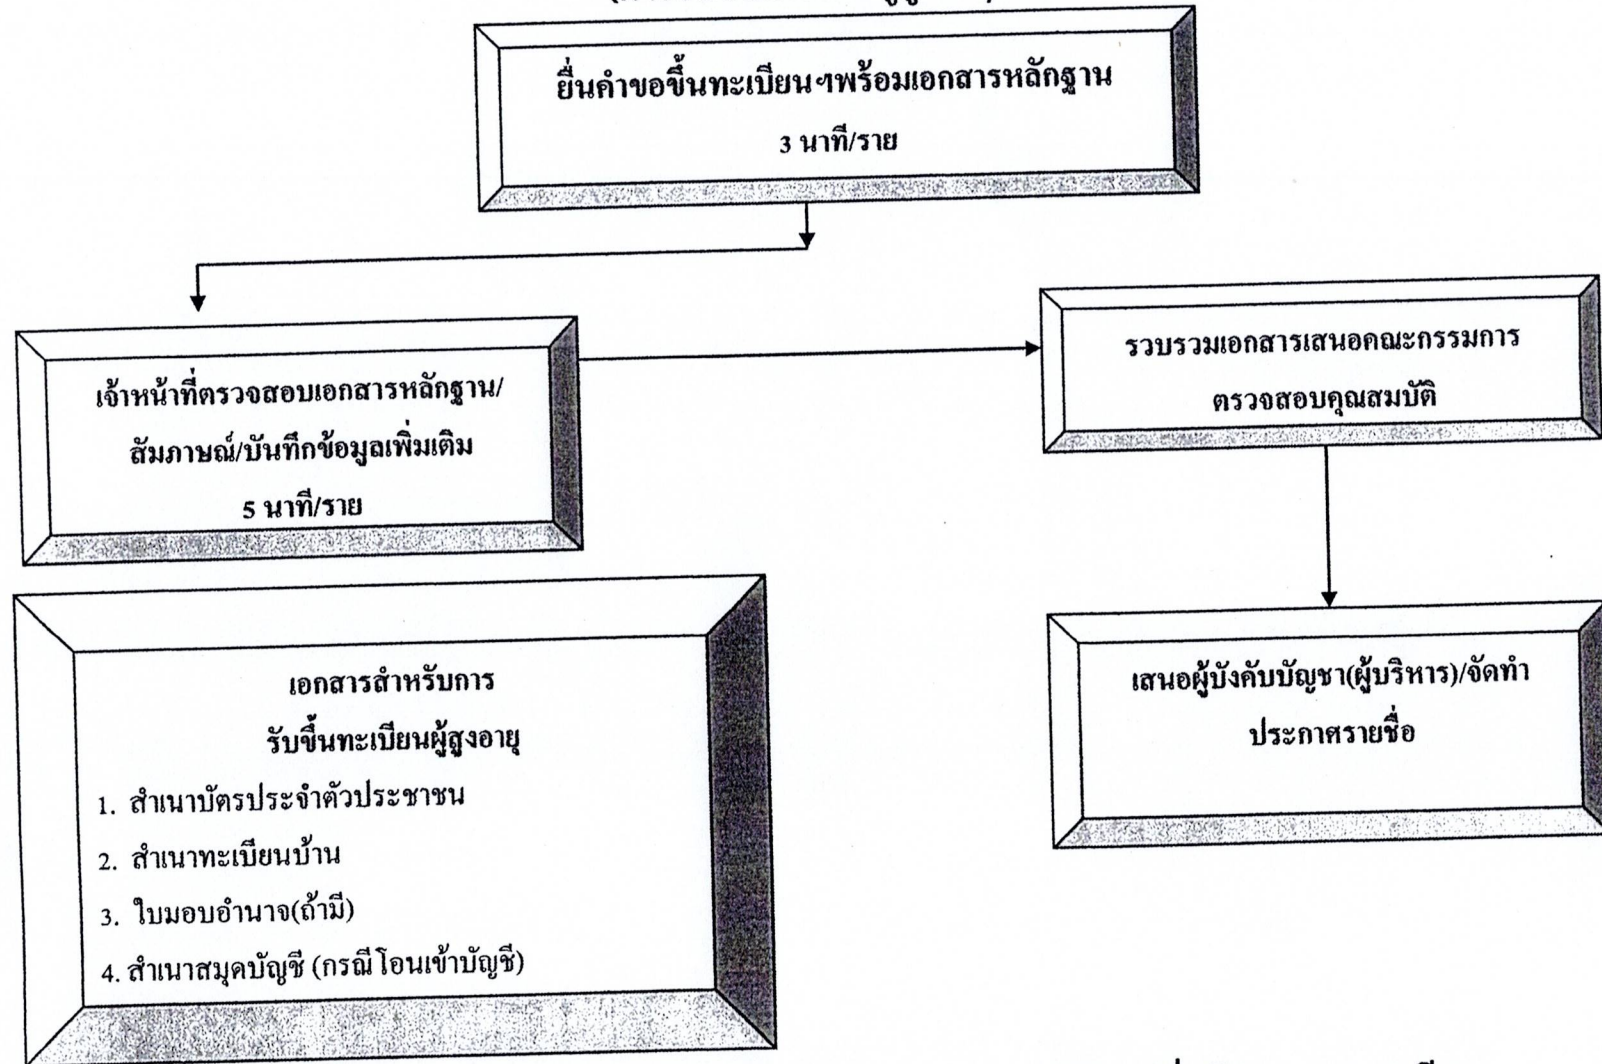 ยื่นคำขอขึ้นทะเบียนฯพร้อมเอกสารหลักฐาน
3 นาที/ราย
เจ้าหน้าที่ตรวจสอบเอกสารหลักฐาน/
สัมภาษณ์/บันทึกข้อมูลเพิ่มเติม
5 นาที/ราย
รวบรวมเอกสารเสนอคณะกรรมการ
ตรวจสอบคุณสมบัติ
เสนอผู้บังคับบัญชา(ผู้บริหาร)/จัดทำ
ประกาศรายชื่อ
เอกสารสำหรับการ
รับขึ้นทะเบียนผู้สูงอายุ
1. สำเนาบัตรประจำตัวประชาชน
2. สำเนาทะเบียนบ้าน
3. ใบมอบอำนาจ(ถ้ามี)
4. สำเนาสมุดบัญชี (กรณีโอนเข้าบัญชี)